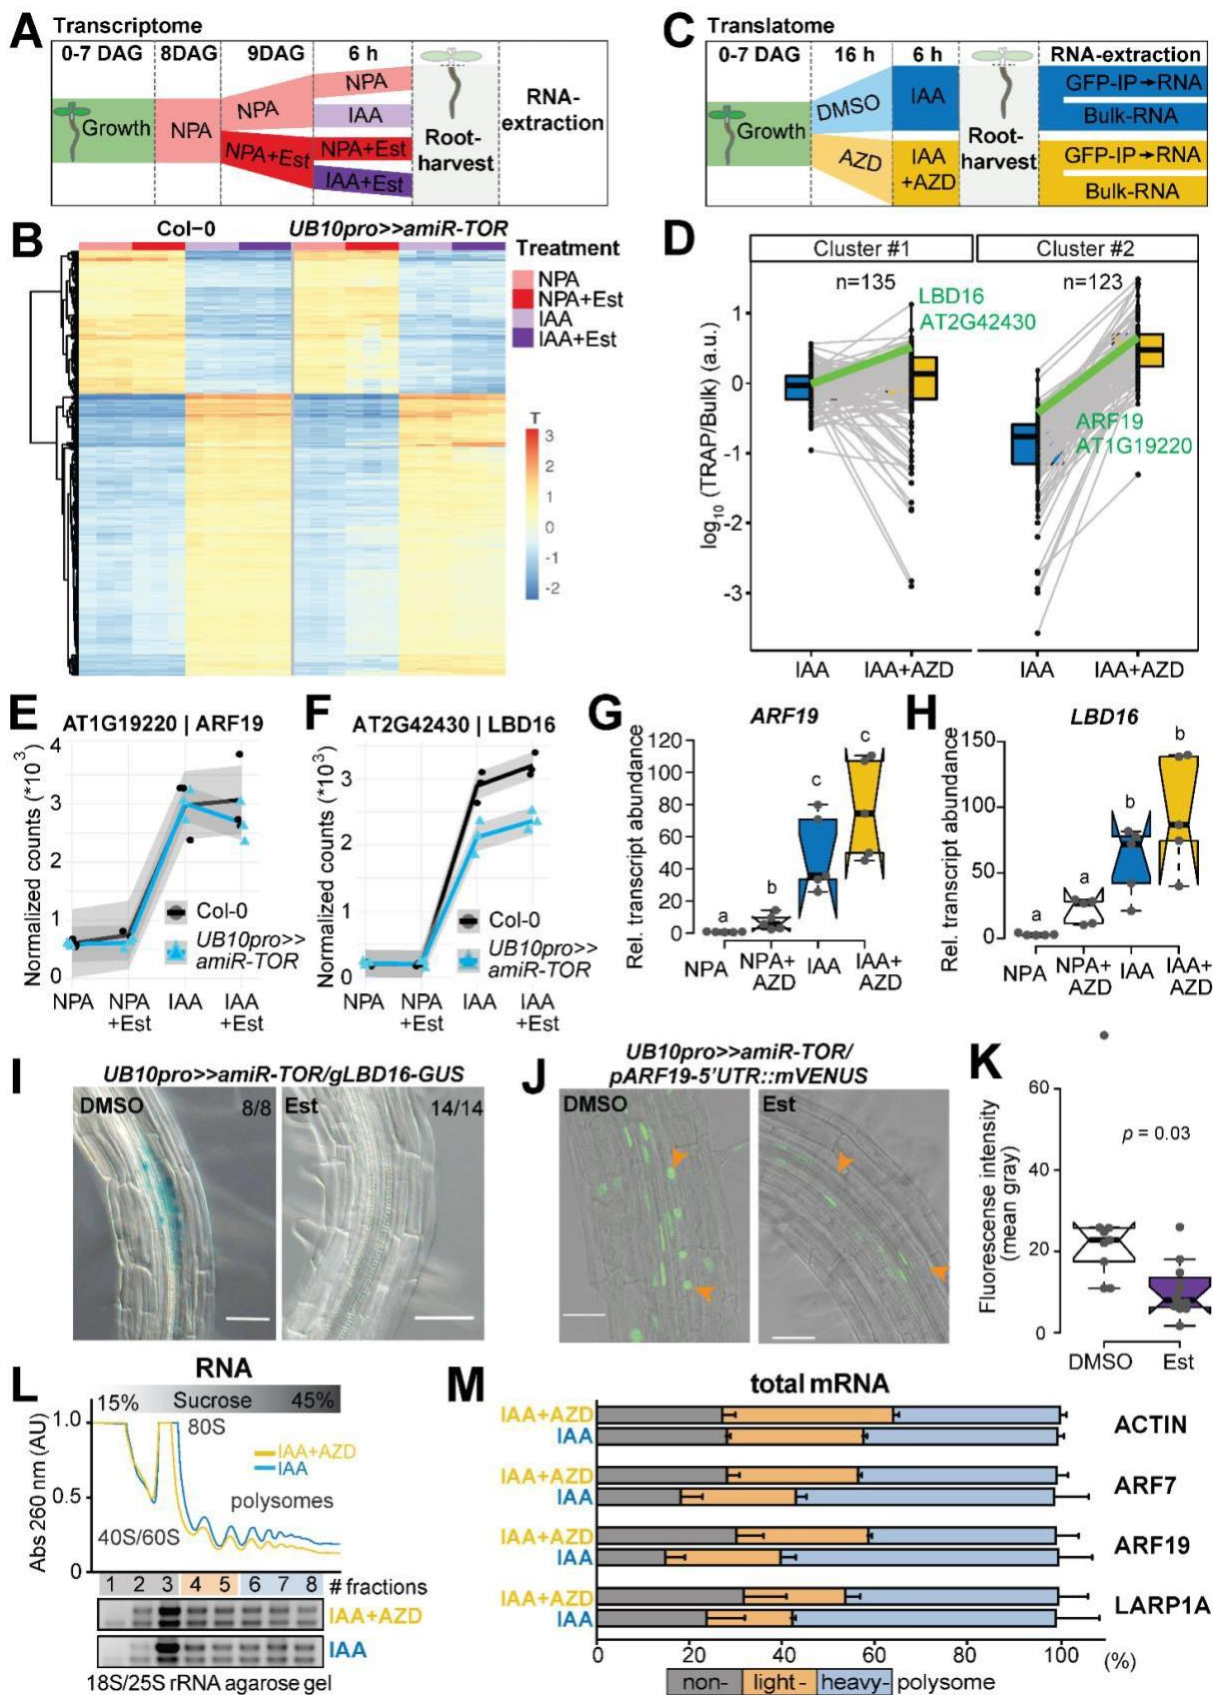 A
Transcriptome
0-7 DAG
8DAG
9DAG
6 h
Growth
NPA
NPA
NPA+Est
NPA
IAA
NPA+Est
IAA+Est
Root-
harvest
RNA-
extraction
C
Translatome
0-7 DAG
16 h
6 h
RNA-extraction
Growth
DMSO
AZD
IAA
IAA
+AZD
Root-
harvest
GFP-IP→RNA
Bulk-RNA
GFP-IP→RNA
Bulk-RNA
B
Col-0
UB10pro>>amiR-TOR
Treatment
NPA
NPA+Est
IAA
IAA+Est
T
3
2
1
0
-1
-2
D
Cluster #1
Cluster #2
n=135
n=123
LBD16
AT2G42430
ARF19
AT1G19220
log10 (TRAP/Bulk) (a.u.)
1
0
-1
-2
-3
IAA
IAA+AZD
IAA
IAA+AZD
E
AT1G19220 | ARF19
Normalized counts (*10³)
4
3
2
1
0
Col-0
UB10pro>>
amiR-TOR
NPA
NPA
+Est
IAA
IAA
+Est
F
AT2G42430 | LBD16
Normalized counts (*10³)
3
2
1
0
Col-0
UB10pro>>
amiR-TOR
NPA
NPA
+Est
IAA
IAA
+Est
G
ARF19
Rel. transcript abundance
120
100
80
60
40
20
0
a
b
c
c
NPA
NPA+
AZD
IAA
IAA+
AZD
H
LBD16
Rel. transcript abundance
150
100
50
0
a
a
b
b
NPA
NPA+
AZD
IAA
IAA+
AZD
I
UB10pro>>amiR-TOR/gLBD16-GUS
DMSO
8/8
Est
14/14
J
UB10pro>>amiR-TOR/
pARF19-5'UTR::mVENUS
DMSO
Est
K
Fluorescense intensity
(mean gray)
60
40
20
0
p = 0.03
DMSO
Est
L
RNA
15%
Sucrose
45%
Abs 260 nm (AU)
1.0
0.5
0
80S
IAA+AZD
IAA
polysomes
40S/60S
1 2 3 4 5 6 7 8 # fractions
IAA+AZD
IAA
18S/25S rRNA agarose gel
M
total mRNA
IAA+AZD
IAA
ACTIN
IAA+AZD
IAA
ARF7
IAA+AZD
IAA
ARF19
IAA+AZD
IAA
LARP1A
0 20 40 60 80 100 (%)
non- light - heavy- polysome